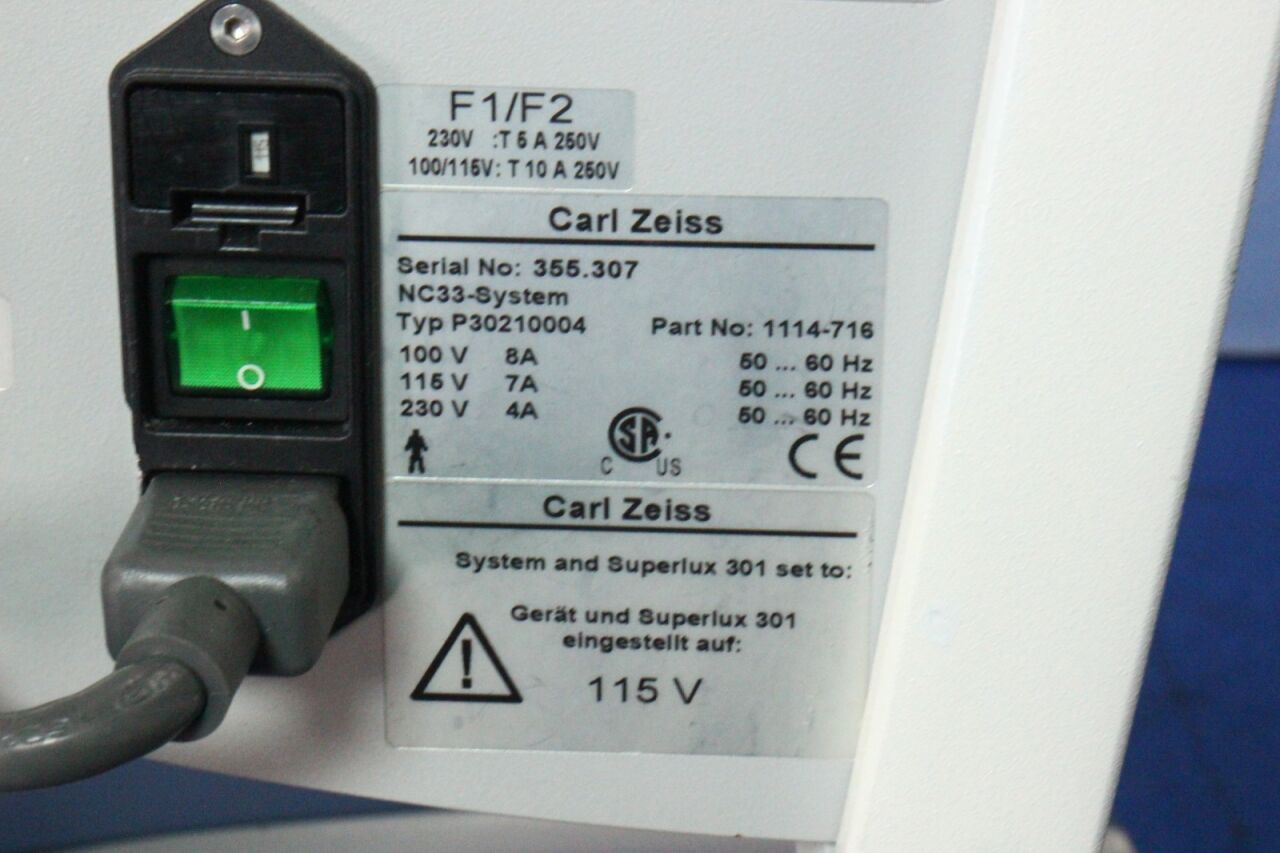 F1/F2
230V :T 5 A 250V
100/115V: T 10 A 250V
115
I
O
Carl Zeiss
Serial No: 355.307
NC33-System
Typ P30210004 Part No: 1114-716
100 V 8A 50 ... 60 Hz
115 V 7A 50 ... 60 Hz
230 V 4A 50 ... 60 Hz
SA
C US
CE
Carl Zeiss
System and Superlux 301 set to:
Gerät und Superlux 301
eingestellt auf:
!
115 V